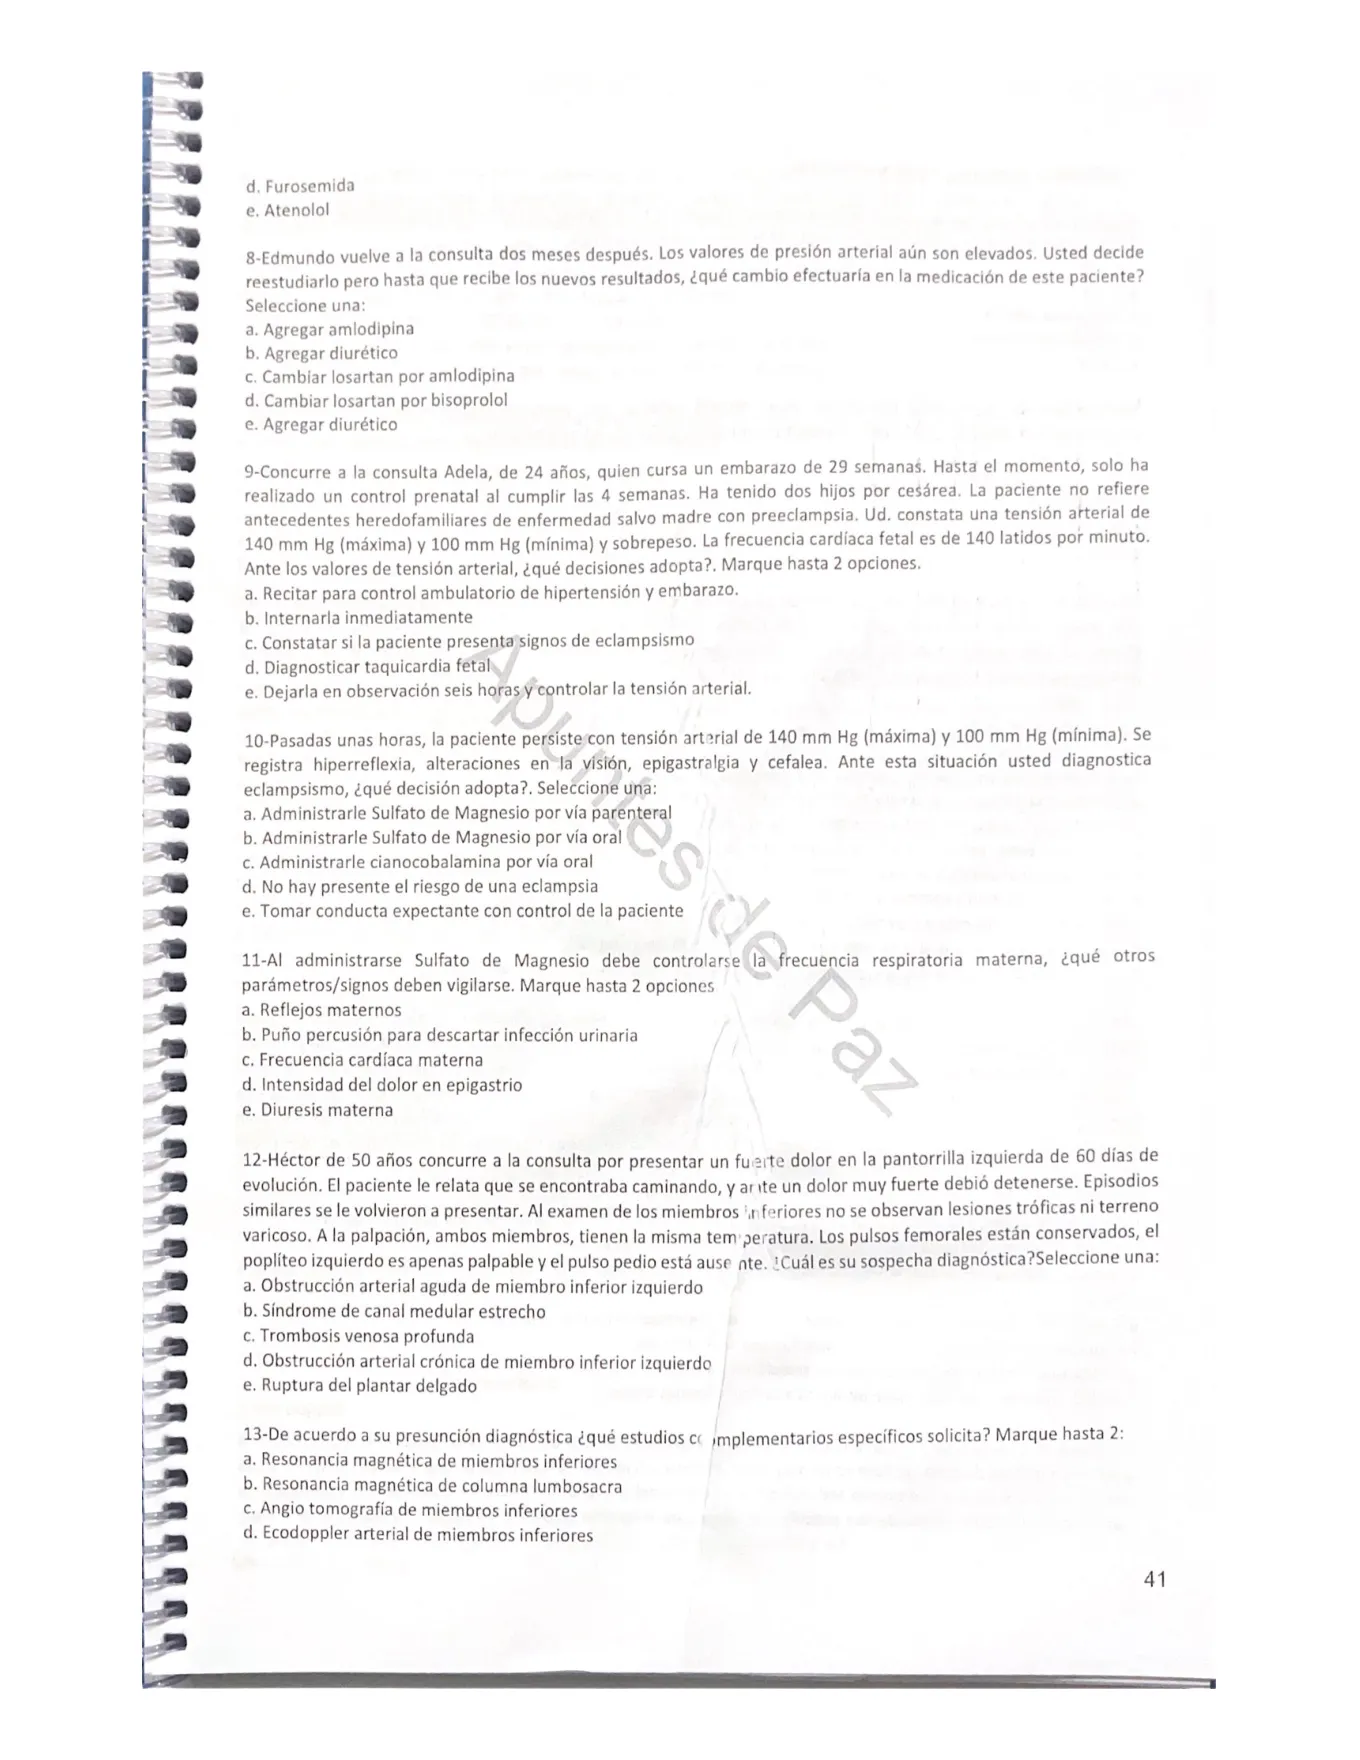 d. Furosemida
e. Atenolol
8-Edmundo vuelve a la consulta dos meses después. Los valores de presión arterial aún son elevados. Usted decide
reestudiarlo pero hasta que recibe los nuevos resultados, ¿qué cambio efectuaría en la medicación de este paciente?
Seleccione una:
a. Agregar amlodipina
b. Agregar diurético
c. Cambiar losartan por amlodipina
d. Cambiar losartan por bisoprolol
e. Agregar diurético
9-Concurre a la consulta Adela, de 24 años, quien cursa un embarazo de 29 semanas. Hasta el momento, solo ha
realizado un control prenatal al cumplir las 4 semanas. Ha tenido dos hijos por cesárea. La paciente no refiere
antecedentes heredofamiliares de enfermedad salvo madre con preeclampsia. Ud. constata una tensión arterial de
140 mm Hg (máxima) y 100 mm Hg (mínima) y sobrepeso. La frecuencia cardíaca fetal es de 140 latidos por minuto.
Ante los valores de tensión arterial, ¿qué decisiones adopta?. Marque hasta 2 opciones.
a. Recitar para control ambulatorio de hipertensión y embarazo.
b. Internarla inmediatamente
c. Constatar si la paciente presenta signos de eclampsismo
d. Diagnosticar taquicardia fetal
e. Dejarla en observación seis horas y controlar la tensión arterial.
10-Pasadas unas horas, la paciente persiste con tensión arterial de 140 mm Hg (máxima) y 100 mm Hg (mínima). Se
registra hiperreflexia, alteraciones en la visión, epigastralgia y cefalea. Ante esta situación usted diagnostica
eclampsismo, ¿qué decisión adopta?. Seleccione una:
a. Administrarle Sulfato de Magnesio por vía parenteral
b. Administrarle Sulfato de Magnesio por vía oral
c. Administrarle cianocobalamina por vía oral
d. No hay presente el riesgo de una eclampsia
e. Tomar conducta expectante con control de la paciente
11-Al administrarse Sulfato de Magnesio debe controlarse la frecuencia respiratoria materna, ¿qué otros
parámetros/signos deben vigilarse. Marque hasta 2 opciones
a. Reflejos maternos
b. Puño percusión para descartar infección urinaria
c. Frecuencia cardíaca materna
d. Intensidad del dolor en epigastrio
e. Diuresis materna
12-Héctor de 50 años concurre a la consulta por presentar un fuerte dolor en la pantorrilla izquierda de 60 días de
evolución. El paciente le relata que se encontraba caminando, y ante un dolor muy fuerte debió detenerse. Episodios
similares se le volvieron a presentar. Al examen de los miembros inferiores no se observan lesiones tróficas ni terreno
varicoso. A la palpación, ambos miembros, tienen la misma temperatura. Los pulsos femorales están conservados, el
poplíteo izquierdo es apenas palpable y el pulso pedio está ausente. ¿Cuál es su sospecha diagnóstica?Seleccione una:
a. Obstrucción arterial aguda de miembro inferior izquierdo
b. Síndrome de canal medular estrecho
c. Trombosis venosa profunda
d. Obstrucción arterial crónica de miembro inferior izquierdo
e. Ruptura del plantar delgado
13-De acuerdo a su presunción diagnóstica ¿qué estudios complementarios específicos solicita? Marque hasta 2:
a. Resonancia magnética de miembros inferiores
b. Resonancia magnética de columna lumbosacra
c. Angio tomografía de miembros inferiores
d. Ecodoppler arterial de miembros inferiores
41
Apuntes de Paz